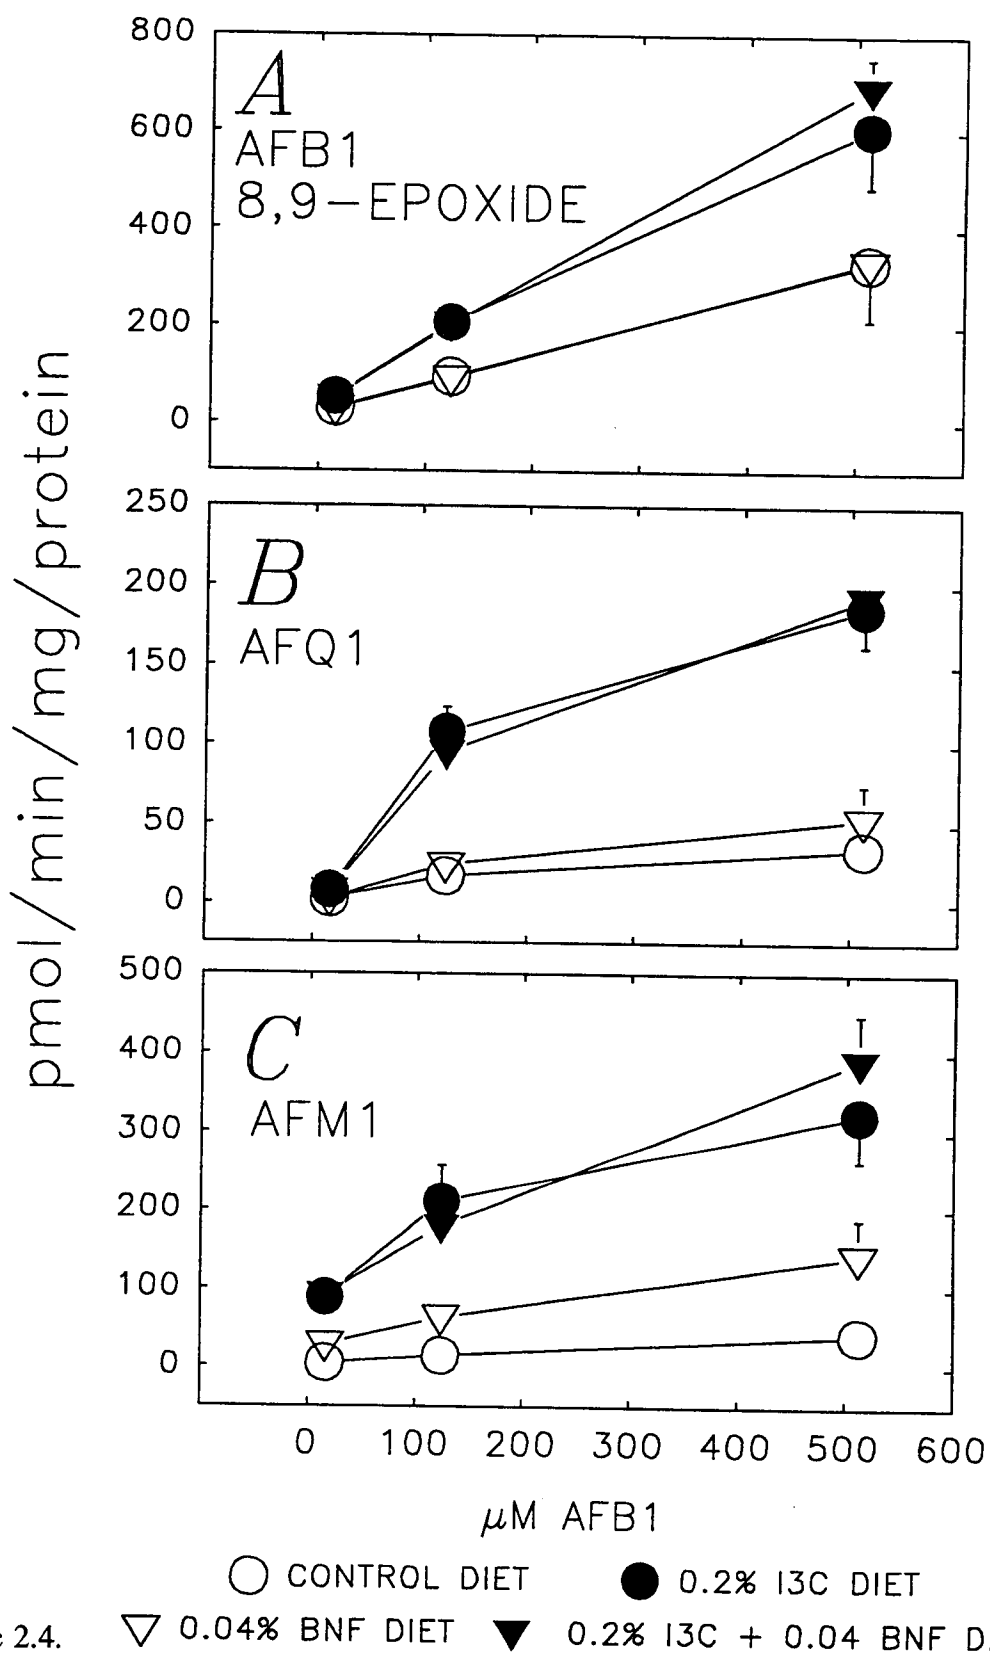 pmol/min/mg/protein
800
600
400
200
0
A
AFB1
8,9-EPOXIDE
250
200
150
100
50
0
B
AFQ1
500
400
300
200
100
0
C
AFM1
0 100 200 300 400 500 600
µM AFB1
CONTROL DIET 0.2% I3C DIET
2.4. 0.04% BNF DIET 0.2% I3C + 0.04 BNF D